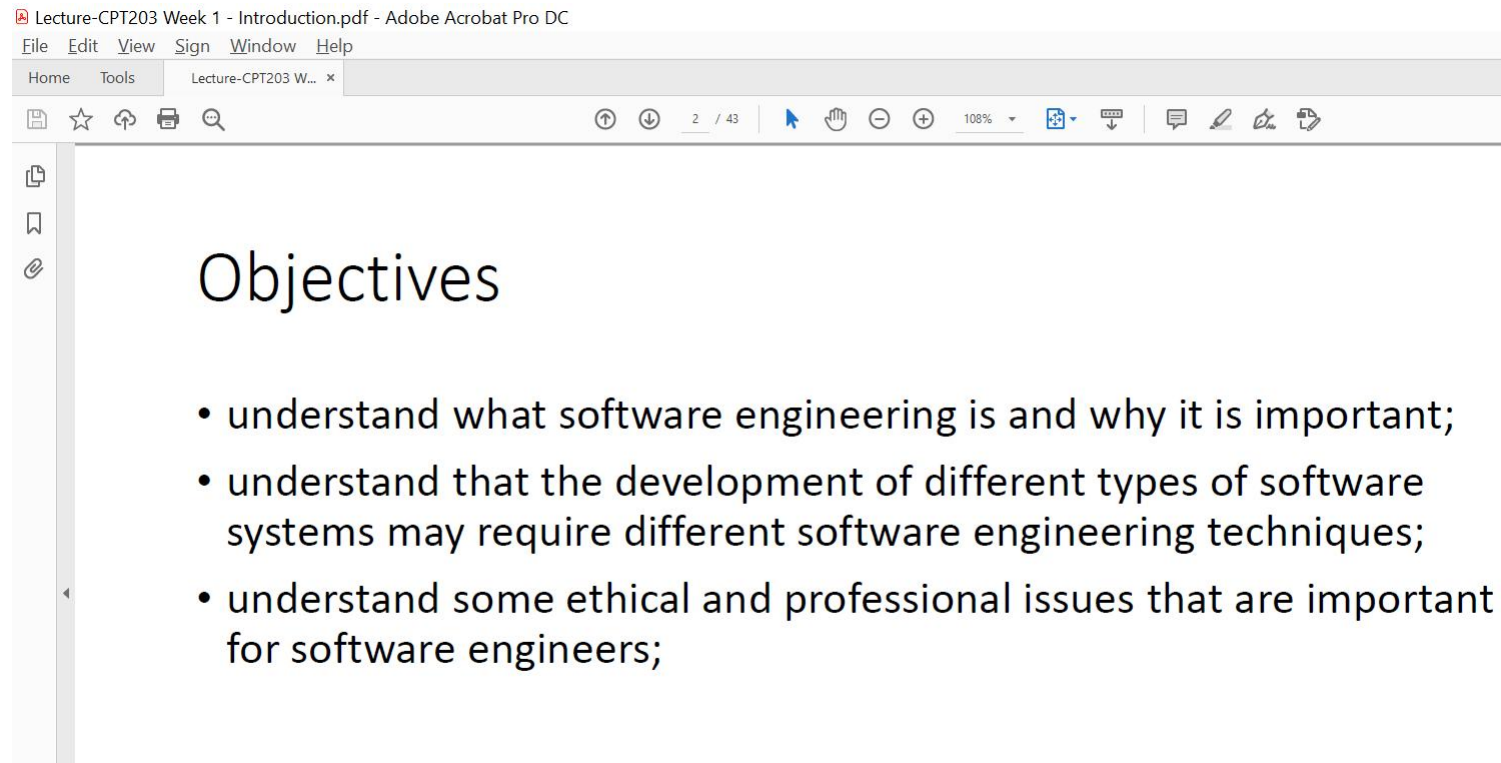 Lecture-CPT203 Week 1 - Introduction.pdf - Adobe Acrobat Pro DC
File Edit View Sign Window Help
Home Tools Lecture-CPT203 W... ×
2 / 43 108%
Objectives
• understand what software engineering is and why it is important;
• understand that the development of different types of software
systems may require different software engineering techniques;
• understand some ethical and professional issues that are important
for software engineers;